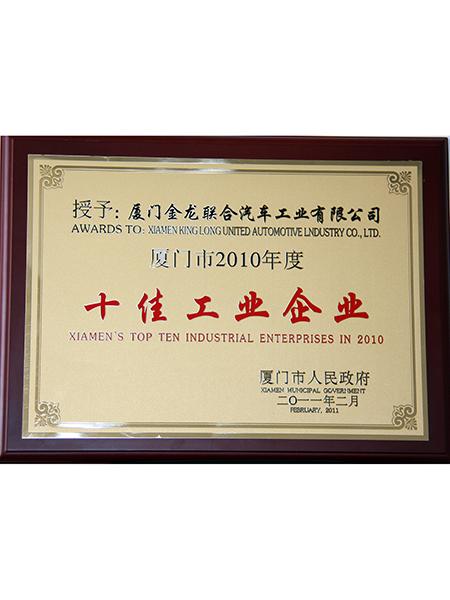 授予：厦门金龙联合汽车工业有限公司
AWARDS TO: XIAMEN KING LONG UNITED AUTOMOTIVE LNDUSTRY CO., LTD.
厦门市2010年度
十佳工业企业
XIAMEN`S TOP TEN INDUSTRIAL ENTERPRISES IN 2010
厦门市人民政府
XIAMEN MUNICIPAL GOVERNMENT
二〇一一年二月
FEBRUARY, 2011